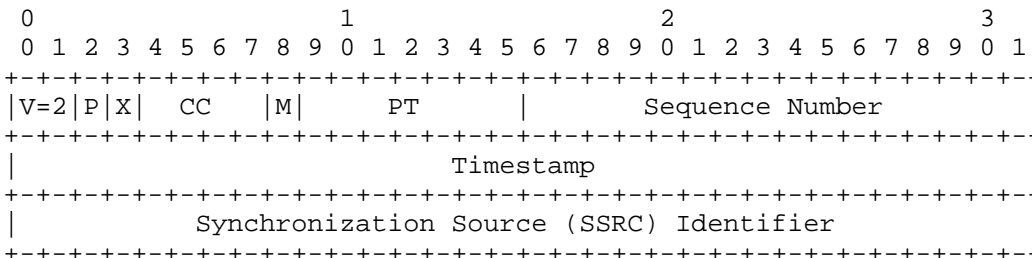 0                   1                   2                   3
 0 1 2 3 4 5 6 7 8 9 0 1 2 3 4 5 6 7 8 9 0 1 2 3 4 5 6 7 8 9 0 1
+-+-+-+-+-+-+-+-+-+-+-+-+-+-+-+-+-+-+-+-+-+-+-+-+-+-+-+-+-+-+-+-
|V=2|P|X|  CC   |M|     PT      |       Sequence Number
+-+-+-+-+-+-+-+-+-+-+-+-+-+-+-+-+-+-+-+-+-+-+-+-+-+-+-+-+-+-+-+-
|                           Timestamp
+-+-+-+-+-+-+-+-+-+-+-+-+-+-+-+-+-+-+-+-+-+-+-+-+-+-+-+-+-+-+-+-
|           Synchronization Source (SSRC) Identifier
+-+-+-+-+-+-+-+-+-+-+-+-+-+-+-+-+-+-+-+-+-+-+-+-+-+-+-+-+-+-+-+-